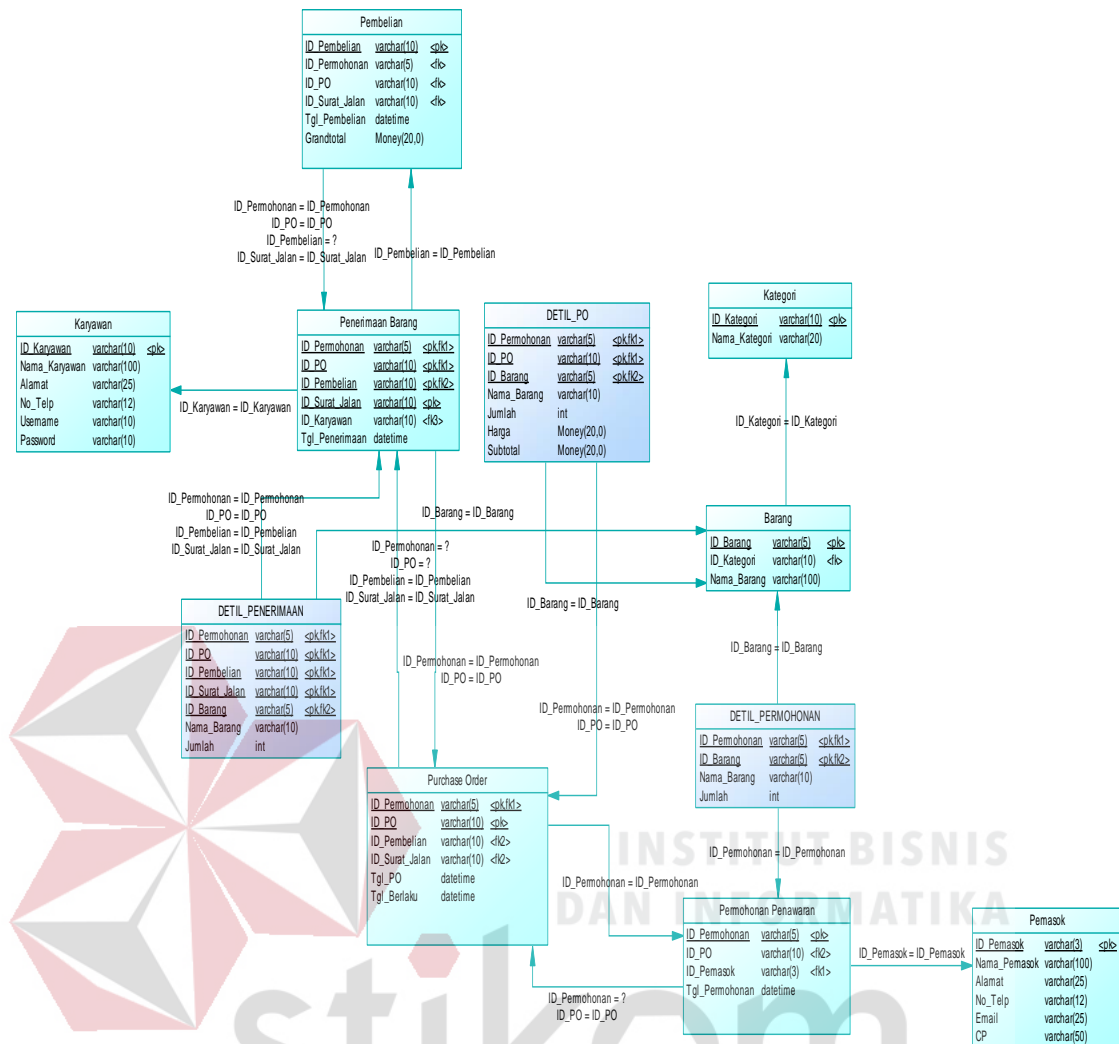 Pembelian
ID_Pembelian varchar(10) <pk>
ID_Permohonan varchar(5) <fk>
ID_PO varchar(10) <fk>
ID_Surat_Jalan varchar(10) <fk>
Tgl_Pembelian datetime
Grandtotal Money(20,0)
ID_Permohonan = ID_Permohonan
ID_PO = ID_PO
ID_Pembelian = ?
ID_Surat_Jalan = ID_Surat_Jalan
ID_Pembelian = ID_Pembelian
Kategori
ID_Kategori varchar(10) <pk>
Nama_Kategori varchar(20)
Karyawan
ID_Karyawan varchar(10) <pk>
Nama_Karyawan varchar(100)
Alamat varchar(25)
No_Telp varchar(12)
Username varchar(10)
Password varchar(10)
ID_Karyawan = ID_Karyawan
Penerimaan Barang
ID_Permohonan varchar(5) <pk,fk1>
ID_PO varchar(10) <pk,fk1>
ID_Pembelian varchar(10) <pk,fk2>
ID_Surat_Jalan varchar(10) <pk>
ID_Karyawan varchar(10) <fk3>
Tgl_Penerimaan datetime
DETIL_PO
ID_Permohonan varchar(5) <pk,fk1>
ID_PO varchar(10) <pk,fk1>
ID_Barang varchar(5) <pk,fk2>
Nama_Barang varchar(10)
Jumlah int
Harga Money(20,0)
Subtotal Money(20,0)
ID_Kategori = ID_Kategori
ID_Permohonan = ID_Permohonan
ID_PO = ID_PO
ID_Pembelian = ID_Pembelian
ID_Surat_Jalan = ID_Surat_Jalan
ID_Barang = ID_Barang
Barang
ID_Barang varchar(5) <pk>
ID_Kategori varchar(10) <fk>
Nama_Barang varchar(100)
ID_Permohonan = ?
ID_PO = ?
ID_Pembelian = ID_Pembelian
ID_Surat_Jalan = ID_Surat_Jalan
ID_Barang = ID_Barang
DETIL_PENERIMAAN
ID_Permohonan varchar(5) <pk,fk1>
ID_PO varchar(10) <pk,fk1>
ID_Pembelian varchar(10) <pk,fk1>
ID_Surat_Jalan varchar(10) <pk,fk1>
ID_Barang varchar(5) <pk,fk2>
Nama_Barang varchar(10)
Jumlah int
ID_Permohonan = ID_Permohonan
ID_PO = ID_PO
ID_Barang = ID_Barang
ID_Permohonan = ID_Permohonan
ID_PO = ID_PO
DETIL_PERMOHONAN
ID_Permohonan varchar(5) <pk,fk1>
ID_Barang varchar(5) <pk,fk2>
Nama_Barang varchar(10)
Jumlah int
Purchase Order
ID_Permohonan varchar(5) <pk,fk1>
ID_PO varchar(10) <pk>
ID_Pembelian varchar(10) <fk2>
ID_Surat_Jalan varchar(10) <fk2>
Tgl_PO datetime
Tgl_Berlaku datetime
INSTITUT BISNIS
DAN INFORMATIKA
ID_Permohonan = ID_Permohonan
ID_Permohonan = ID_Permohonan
Permohonan Penawaran
ID_Permohonan varchar(5) <pk>
ID_PO varchar(10) <fk2>
ID_Pemasok varchar(3) <fk1>
Tgl_Permohonan datetime
ID_Pemasok = ID_Pemasok
Pemasok
ID_Pemasok varchar(3) <pk>
Nama_Pemasok varchar(100)
Alamat varchar(25)
No_Telp varchar(12)
Email varchar(25)
CP varchar(50)
ID_Permohonan = ?
ID_PO = ID_PO
stikom